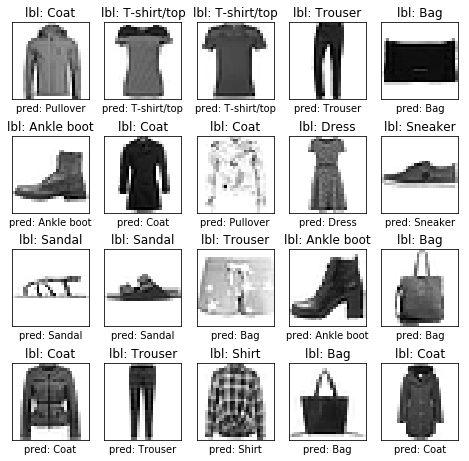 lbl: Coat lbl: T-shirt/top lbl: T-shirt/top lbl: Trouser lbl: Bag
pred: Pullover pred: T-shirt/top pred: T-shirt/top pred: Trouser pred: Bag
lbl: Ankle boot lbl: Coat lbl: Coat lbl: Dress lbl: Sneaker
pred: Ankle boot pred: Coat pred: Pullover pred: Dress pred: Sneaker
lbl: Sandal lbl: Sandal lbl: Trouser lbl: Ankle boot lbl: Bag
pred: Sandal pred: Sandal pred: Bag pred: Ankle boot pred: Bag
lbl: Coat lbl: Trouser lbl: Shirt lbl: Bag lbl: Coat
pred: Coat pred: Trouser pred: Shirt pred: Bag pred: Coat